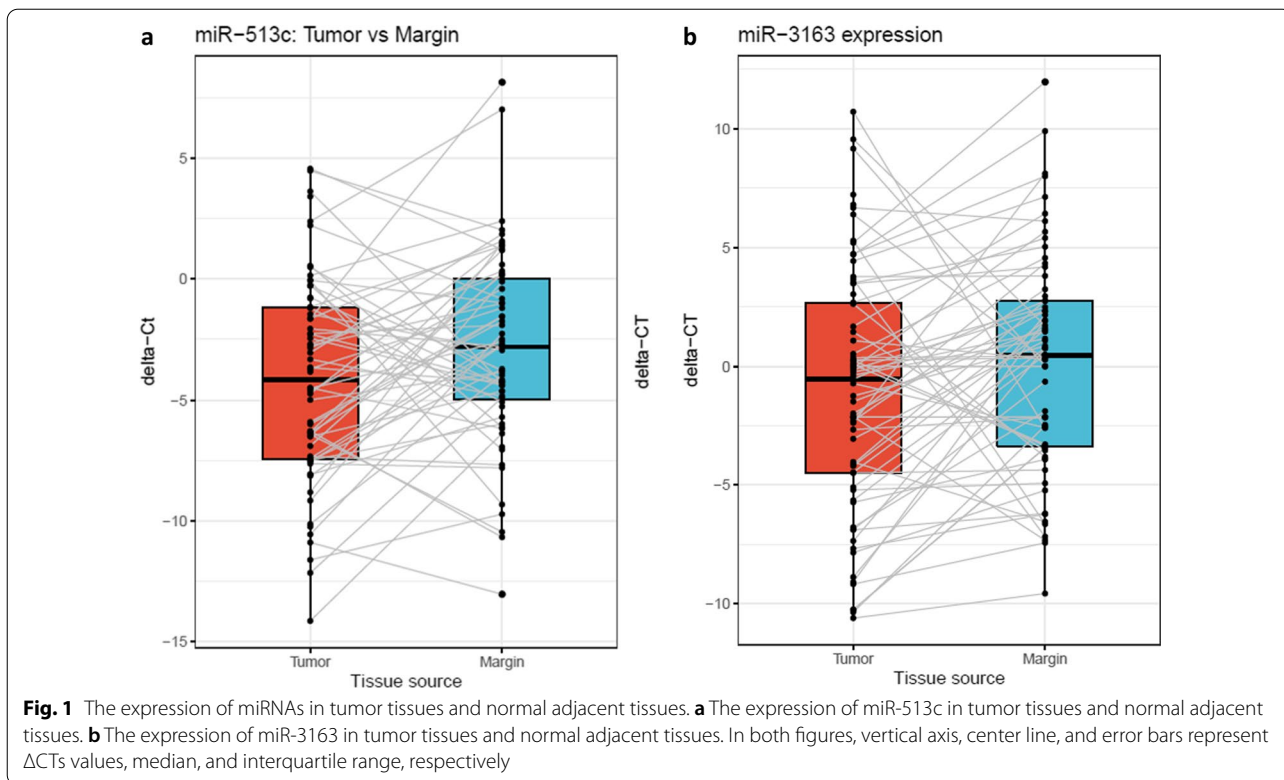 a miR−513c: Tumor vs Margin
5
0
−5
−10
−15
delta−Ct
Tumor Margin
Tissue source
b miR−3163 expression
10
5
0
−5
−10
delta−CT
delta−CT
Tumor Margin
Tissue source
Fig. 1 The expression of miRNAs in tumor tissues and normal adjacent tissues. a The expression of miR-513c in tumor tissues and normal adjacent
tissues. b The expression of miR-3163 in tumor tissues and normal adjacent tissues. In both figures, vertical axis, center line, and error bars represent
ΔCTs values, median, and interquartile range, respectively